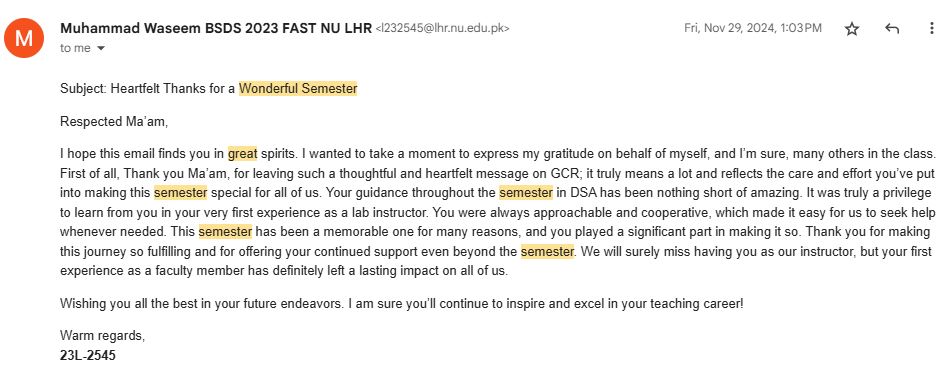 Muhammad Waseem BSDS 2023 FAST NU LHR <l232545@lhr.nu.edu.pk>
Fri, Nov 29, 2024, 1:03 PM
M
to me
Subject: Heartfelt Thanks for a Wonderful Semester
Respected Ma’am,
I hope this email finds you in great spirits. I wanted to take a moment to express my gratitude on behalf of myself, and I’m sure, many others in the class.
First of all, Thank you Ma’am, for leaving such a thoughtful and heartfelt message on GCR; it truly means a lot and reflects the care and effort you’ve put
into making this semester special for all of us. Your guidance throughout the semester in DSA has been nothing short of amazing. It was truly a privilege
to learn from you in your very first experience as a lab instructor. You were always approachable and cooperative, which made it easy for us to seek help
whenever needed. This semester has been a memorable one for many reasons, and you played a significant part in making it so. Thank you for making
this journey so fulfilling and for offering your continued support even beyond the semester. We will surely miss having you as our instructor, but your first
experience as a faculty member has definitely left a lasting impact on all of us.
Wishing you all the best in your future endeavors. I am sure you’ll continue to inspire and excel in your teaching career!
Warm regards,
23L-2545